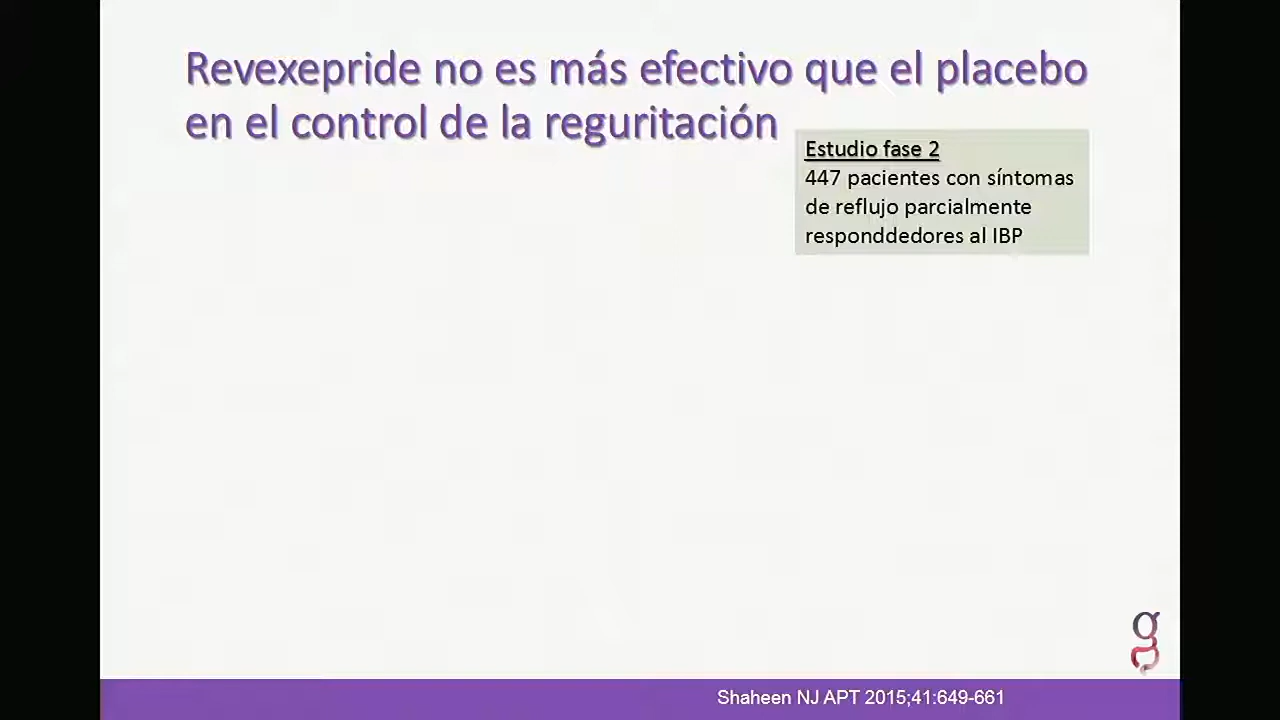 Revexepride no es más efectivo que el placebo
en el control de la reguritación
Estudio fase 2
447 pacientes con síntomas
de reflujo parcialmente
responddedores al IBP
Shaheen NJ APT 2015;41:649-661